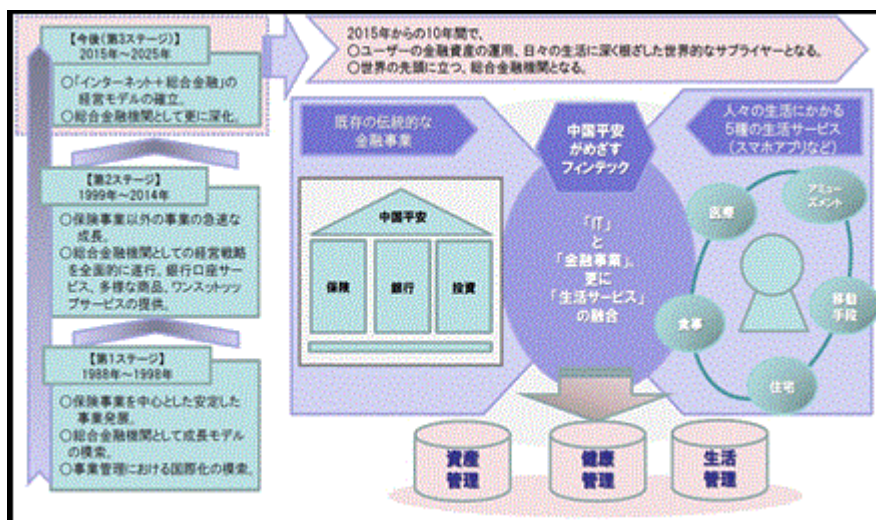 【今後(第3ステージ)】
2015年～2025年
○「インターネット＋総合金融」の
経営モデルの確立。
○総合金融機関として更に深化。
【第2ステージ】
1999年～2014年
○保険事業以外の事業の急速な
成長。
○総合金融機関としての経営戦略
を全面的に遂行。銀行口座サービ
ス、多様な商品、ワンストッ
プサービスの提供。
【第1ステージ】
1988年～1998年
○保険事業を中心とした安定した
事業発展。
○総合金融機関として成長モデル
の模索。
○事業管理における国際化の模索。
2015年からの10年間で、
○ユーザーの金融資産の運用、日々の生活に深く根ざした世界的なサプライヤーとなる。
○世界の先頭に立つ、総合金融機関となる。
既存の伝統的な
金融事業
中国平安
保険
銀行
投資
中国平安
がめざす
フィンテック
「IT」
と
「金融事業」、
更に
「生活サービス」
の融合
人々の生活にかかる
5種の生活サービス
(スマホアプリなど)
医療
アミューズメント
移動
手段
住宅
食事
資産
管理
健康
管理
生活
管理